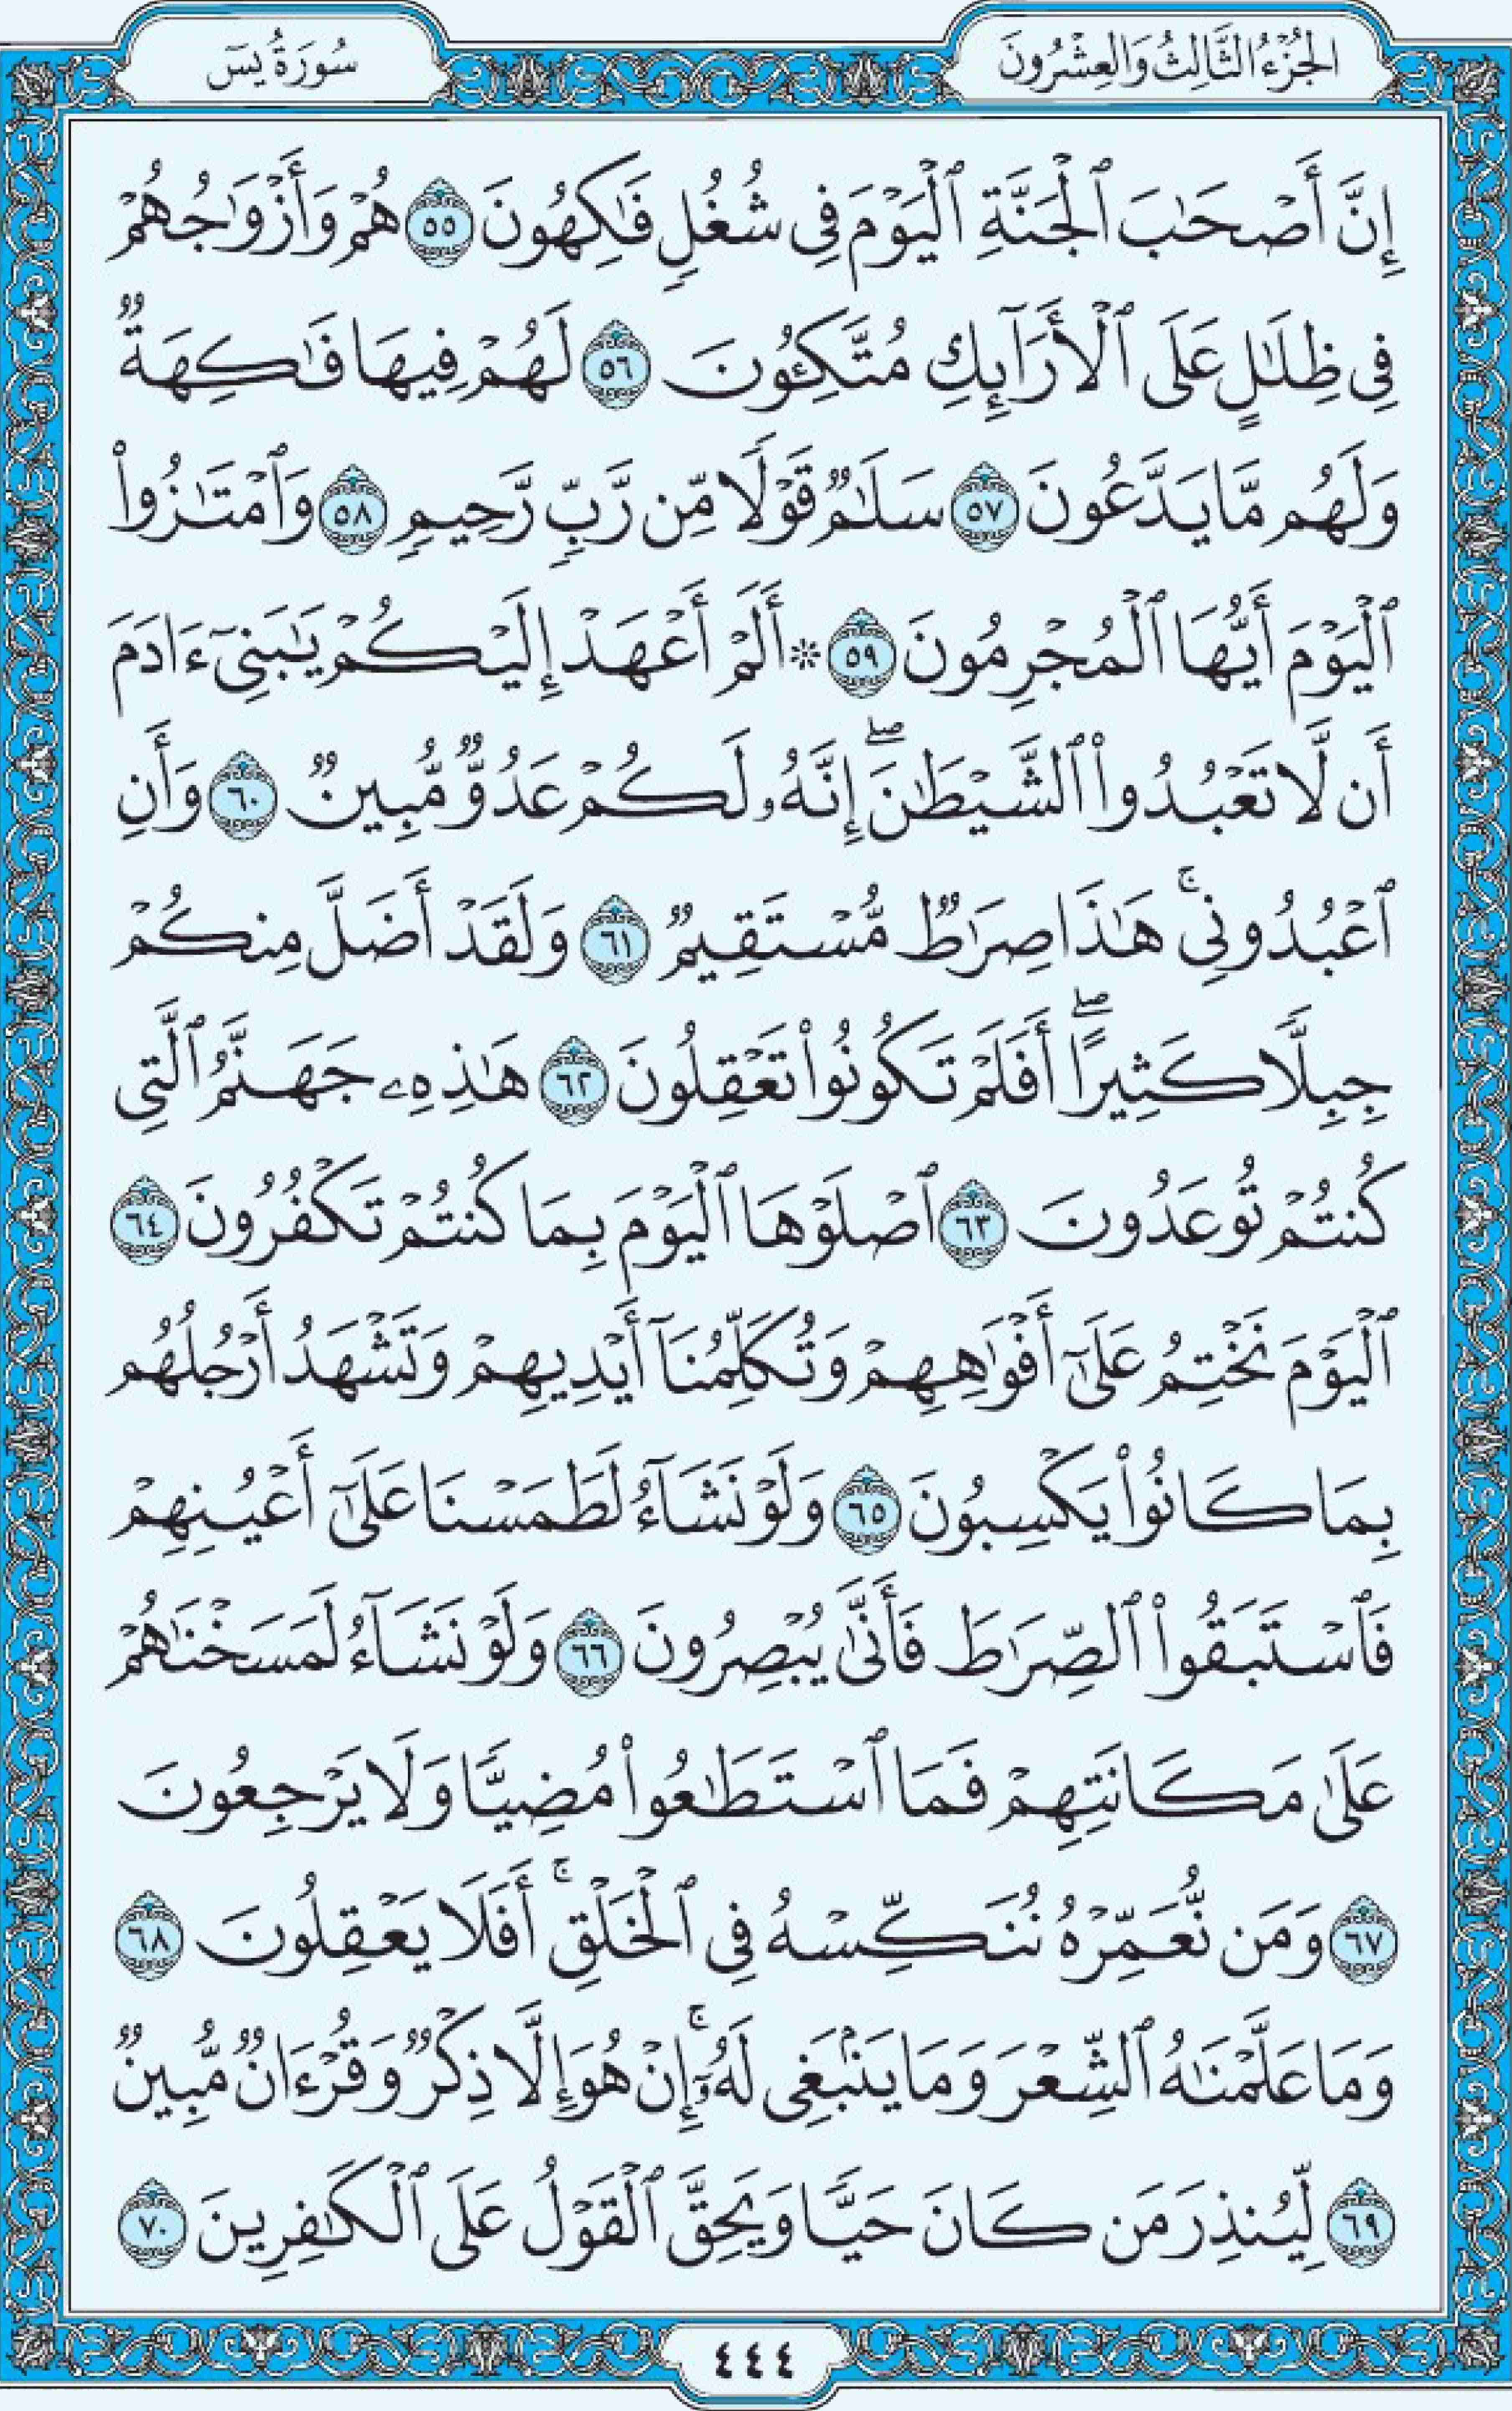 الجُزْءُ الثَّالِثُ وَالعِشْرُونَ
سُورَةُ يسٓ
إِنَّ أَصْحَٰبَ ٱلْجَنَّةِ ٱلْيَوْمَ فِى شُغُلٍ فَٰكِهُونَ ٥٥ هُمْ وَأَزْوَٰجُهُمْ
فِى ظِلَٰلٍ عَلَى ٱلْأَرَآئِكِ مُتَّكِـُٔونَ ٥٦ لَهُمْ فِيهَا فَٰكِهَةٌ
وَلَهُم مَّا يَدَّعُونَ ٥٧ سَلَٰمٌ قَوْلًا مِّن رَّبٍّ رَّحِيمٍ ٥٨ وَٱمْتَٰزُوا۟
ٱلْيَوْمَ أَيُّهَا ٱلْمُجْرِمُونَ ٥٩ ۞ أَلَمْ أَعْهَدْ إِلَيْكُمْ يَٰبَنِىٓ ءَادَمَ
أَن لَّا تَعْبُدُوا۟ ٱلشَّيْطَٰنَ ۖ إِنَّهُۥ لَكُمْ عَدُوٌّ مُّبِينٌ ٦٠ وَأَنِ
ٱعْبُدُونِى ۚ هَٰذَا صِرَٰطٌ مُّسْتَقِيمٌ ٦١ وَلَقَدْ أَضَلَّ مِنكُمْ
جِبِلًّا كَثِيرًا ۖ أَفَلَمْ تَكُونُوا۟ تَعْقِلُونَ ٦٢ هَٰذِهِۦ جَهَنَّمُ ٱلَّتِى
كُنتُمْ تُوعَدُونَ ٦٣ ٱصْلَوْهَا ٱلْيَوْمَ بِمَا كُنتُمْ تَكْفُرُونَ ٦٤
ٱلْيَوْمَ نَخْتِمُ عَلَىٰٓ أَفْوَٰهِهِمْ وَتُكَلِّمُنَآ أَيْدِيهِمْ وَتَشْهَدُ أَرْجُلُهُم
بِمَا كَانُوا۟ يَكْسِبُونَ ٦٥ وَلَوْ نَشَآءُ لَطَمَسْنَا عَلَىٰٓ أَعْيُنِهِمْ
فَٱسْتَبَقُوا۟ ٱلصِّرَٰطَ فَأَنَّىٰ يُبْصِرُونَ ٦٦ وَلَوْ نَشَآءُ لَمَسَخْنَٰهُمْ
عَلَىٰ مَكَانَتِهِمْ فَمَا ٱسْتَطَٰعُوا۟ مُضِيًّا وَلَا يَرْجِعُونَ
٦٧ وَمَن نُّعَمِّرْهُ نُنَكِّسْهُ فِى ٱلْخَلْقِ ۚ أَفَلَا يَعْقِلُونَ ٦٨
وَمَا عَلَّمْنَٰهُ ٱلشِّعْرَ وَمَا يَنۢبَغِى لَهُۥٓ ۚ إِنْ هُوَ إِلَّا ذِكْرٌ وَقُرْءَانٌ مُّبِينٌ
٦٩ لِّيُنذِرَ مَن كَانَ حَيًّا وَيَحِقَّ ٱلْقَوْلُ عَلَى ٱلْكَٰفِرِينَ ٧٠
٤٤٤